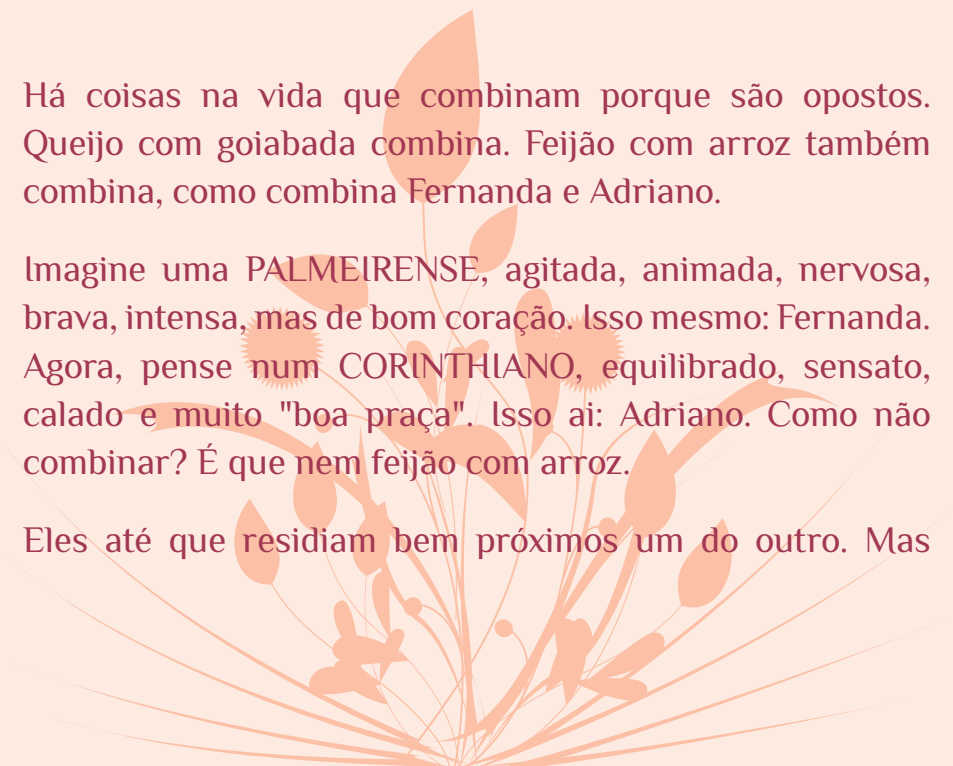 Há coisas na vida que combinam porque são opostos.
Queijo com goiabada combina. Feijão com arroz também
combina, como combina Fernanda e Adriano.
Imagine uma PALMEIRENSE, agitada, animada, nervosa,
brava, intensa, mas de bom coração. Isso mesmo: Fernanda.
Agora, pense num CORINTHIANO, equilibrado, sensato,
calado e muito "boa praça". Isso ai: Adriano. Como não
combinar? É que nem feijão com arroz.
Eles até que residiam bem próximos um do outro. Mas